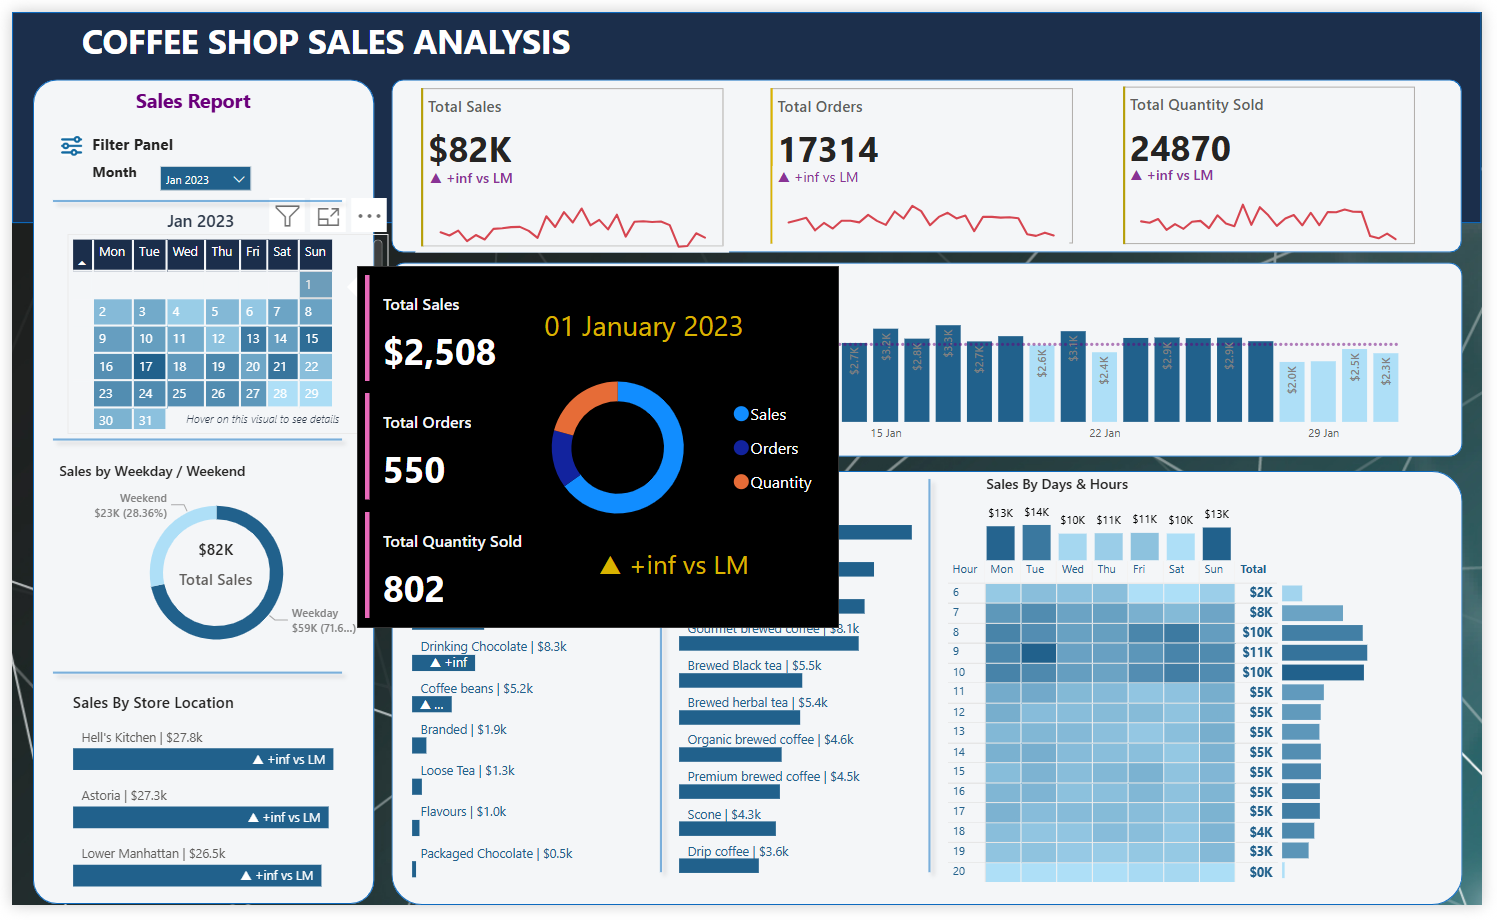 COFFEE SHOP SALES ANALYSIS
Sales Report
Filter Panel
Month
Jan 2023
Jan 2023
Mon Tue Wed Thu Fri Sat Sun
1
2 3 4 5 6 7 8
9 10 11 12 13 14 15
16 17 18 19 20 21 22
23 24 25 26 27 28 29
30 31
Hover on this visual to see details
Sales by Weekday / Weekend
Weekend
$23K (28.36%)
$82K
Total Sales
Weekday
$59K (71.6...)
Sales By Store Location
Hell's Kitchen | $27.8k
▲ +inf vs LM
Astoria | $27.3k
▲ +inf vs LM
Lower Manhattan | $26.5k
▲ +inf vs LM
Total Sales
$82K
▲ +inf vs LM
Total Orders
17314
▲ +inf vs LM
Total Quantity Sold
24870
▲ +inf vs LM
Total Sales
$2,508
Total Orders
550
Total Quantity Sold
802
01 January 2023
Sales
Orders
Quantity
▲ +inf vs LM
$2.7K $3.2K $2.8K $3.3K $2.7K $2.6K $3.1K $2.4K $2.9K $2.9K $2.0K $2.5K $2.3K
15 Jan 22 Jan 29 Jan
Drinking Chocolate | $8.3k
▲ +inf
Coffee beans | $5.2k
▲ ...
Branded | $1.9k
Loose Tea | $1.3k
Flavours | $1.0k
Packaged Chocolate | $0.5k
Gourmet brewed coffee | $8.1k
Brewed Black tea | $5.5k
Brewed herbal tea | $5.4k
Organic brewed coffee | $4.6k
Premium brewed coffee | $4.5k
Scone | $4.3k
Drip coffee | $3.6k
Sales By Days & Hours
$13K $14K $10K $11K $11K $10K $13K
Hour Mon Tue Wed Thu Fri Sat Sun Total
6 $2K
7 $8K
8 $10K
9 $11K
10 $10K
11 $5K
12 $5K
13 $5K
14 $5K
15 $5K
16 $5K
17 $5K
18 $4K
19 $3K
20 $0K